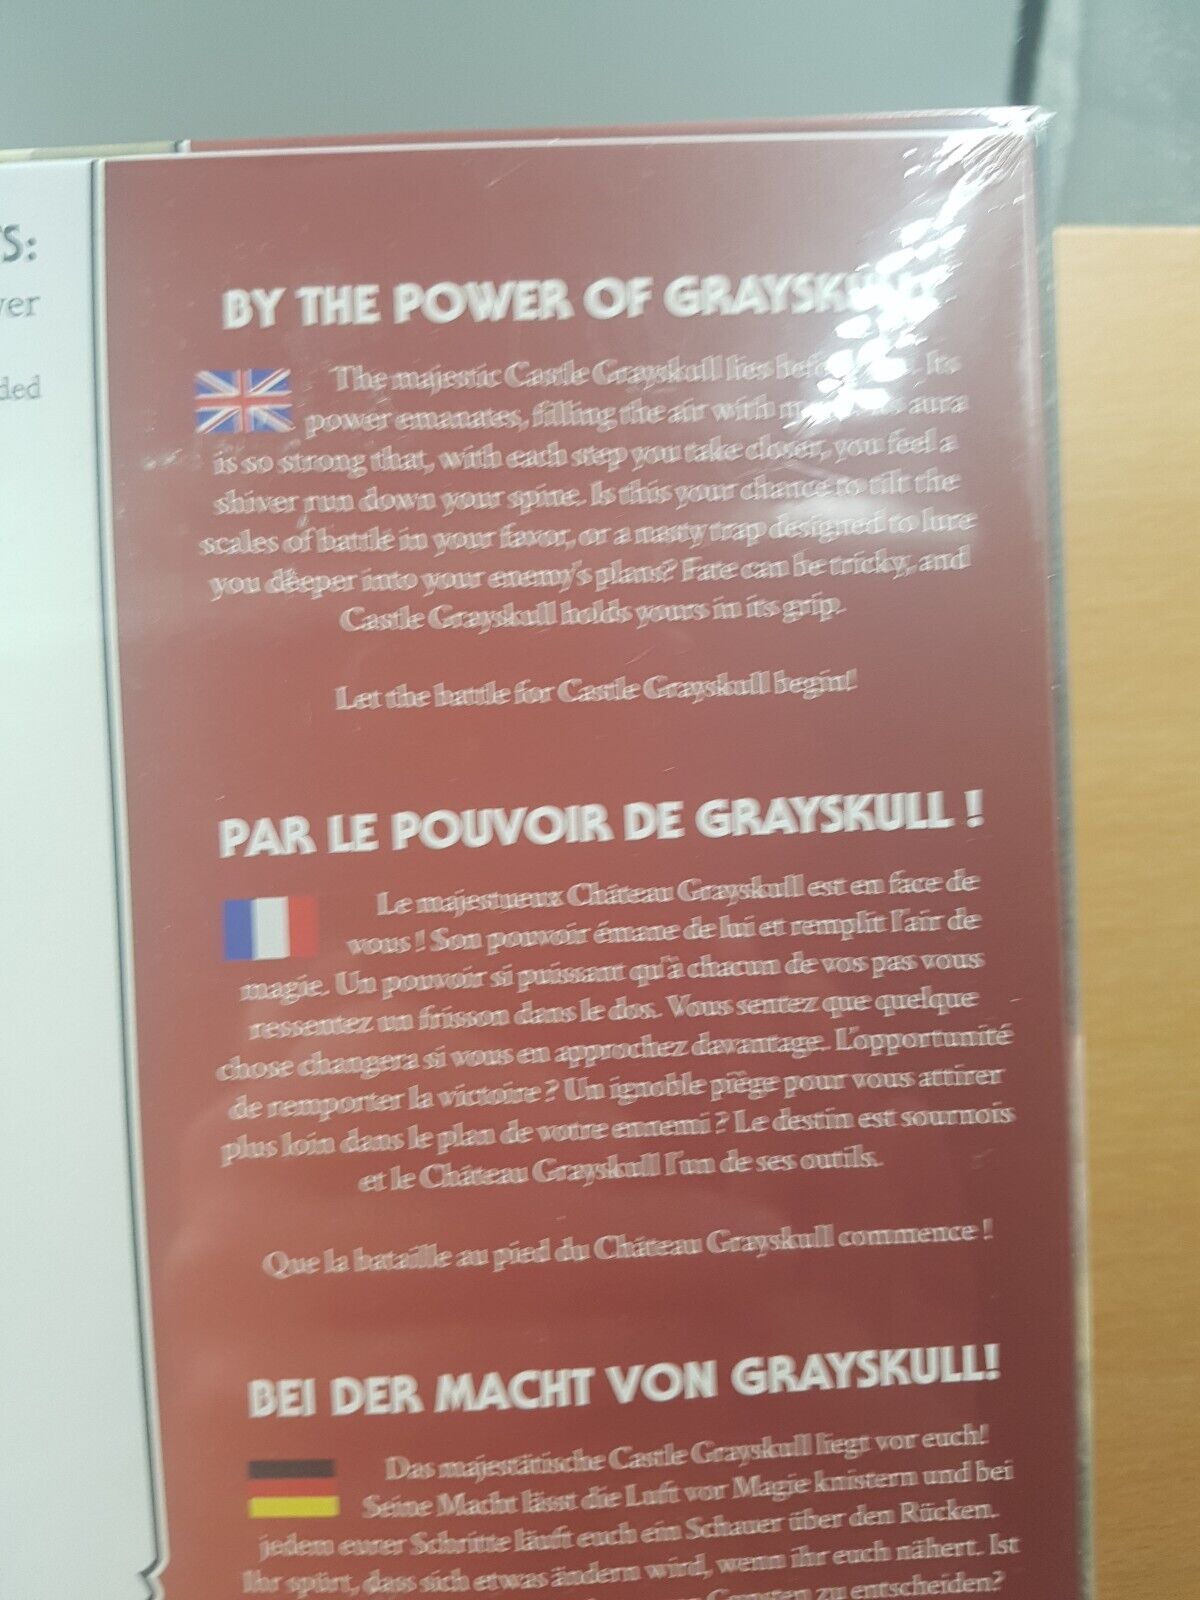 TS:
ver
ded
BY THE POWER OF GRAYSKULL!
The majestic Castle Grayskull lies Its
power emanates, filling the air with aura
is so strong that, with each step you take closer, you feel a
shiver run down your spine. Is this your chance to tilt the
scales of battle in your favor, or a nasty trap designed to lure
you deeper into your enemy's plans? Fate can be tricky, and
Castle Grayskull holds yours in its grip.
Let the battle for Castle Grayskull begin!
PAR LE POUVOIR DE GRAYSKULL !
Le majestueux Château Grayskull est en face de
vous ! Son pouvoir émane de lui et remplit l'air de
magie. Un pouvoir si puissant qu'à chacun de vos pas vous
ressentez un frisson dans le dos. Vous sentez que quelque
chose changera si vous en approchez davantage. L'opportunité
de remporter la victoire ? Un ignoble piège pour vous attirer
plus loin dans le plan de votre ennemi ? Le destin est sournois
et le Château Grayskull l'un de ses outils.
Que la bataille au pied du Château Grayskull commence !
BEI DER MACHT VON GRAYSKULL!
Das majestätische Castle Grayskull liegt vor euch!
Seine Macht lässt die Luft vor Magie knistern und bei
jedem eurer Schritte läuft euch ein Schauer über den Rücken.
Ihr spürt, dass sich etwas ändern wird, wenn ihr euch nähert. Ist
Gunsten zu entscheiden?